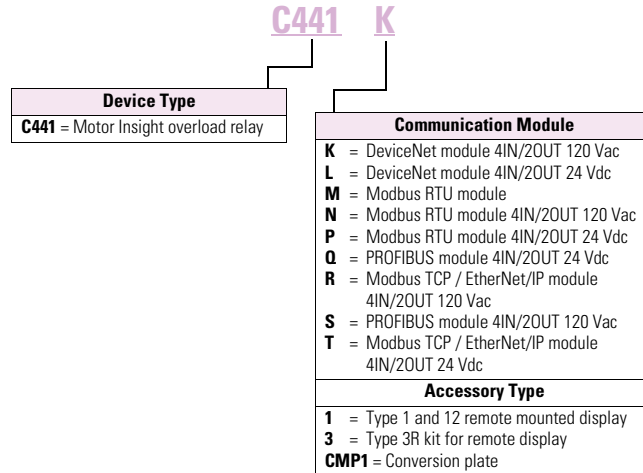 C441 K
Device Type
C441 = Motor Insight overload relay
Communication Module
K = DeviceNet module 4IN/2OUT 120 Vac
L = DeviceNet module 4IN/2OUT 24 Vdc
M = Modbus RTU module
N = Modbus RTU module 4IN/2OUT 120 Vac
P = Modbus RTU module 4IN/2OUT 24 Vdc
Q = PROFIBUS module 4IN/2OUT 24 Vdc
R = Modbus TCP / EtherNet/IP module
4IN/2OUT 120 Vac
S = PROFIBUS module 4IN/2OUT 120 Vac
T = Modbus TCP / EtherNet/IP module
4IN/2OUT 24 Vdc
Accessory Type
1 = Type 1 and 12 remote mounted display
3 = Type 3R kit for remote display
CMP1 = Conversion plate